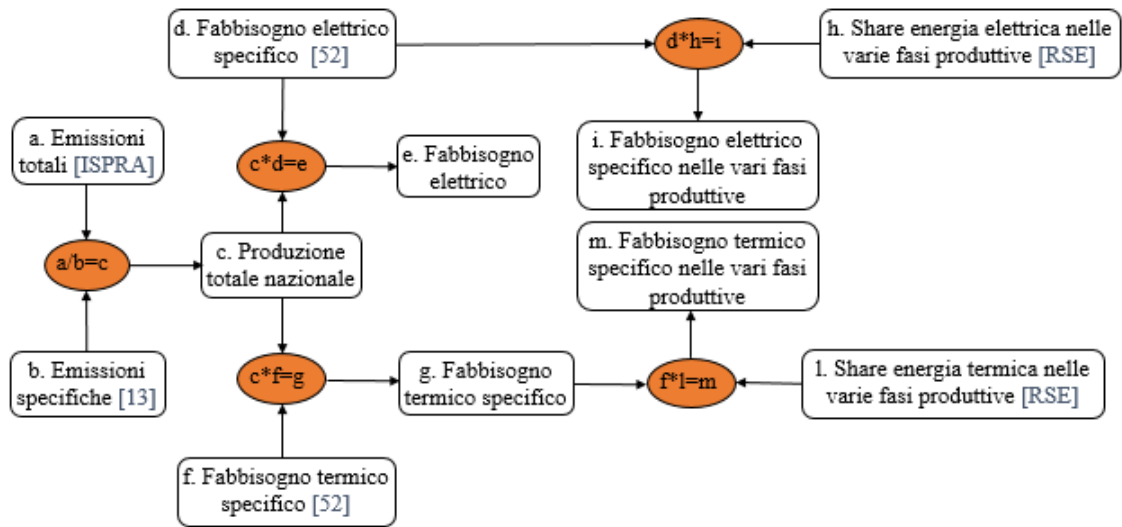 d. Fabbisogno elettrico
specifico [52]
d*h=i
h. Share energia elettrica nelle
varie fasi produttive [RSE]
a. Emissioni
totali [ISPRA]
c*d=e
e. Fabbisogno
elettrico
i. Fabbisogno elettrico
specifico nelle vari fasi
produttive
a/b=c
c. Produzione
totale nazionale
m. Fabbisogno termico
specifico nelle vari fasi
produttive
b. Emissioni
specifiche [13]
c*f=g
g. Fabbisogno
termico specifico
f*l=m
l. Share energia termica nelle
varie fasi produttive [RSE]
f. Fabbisogno termico
specifico [52]